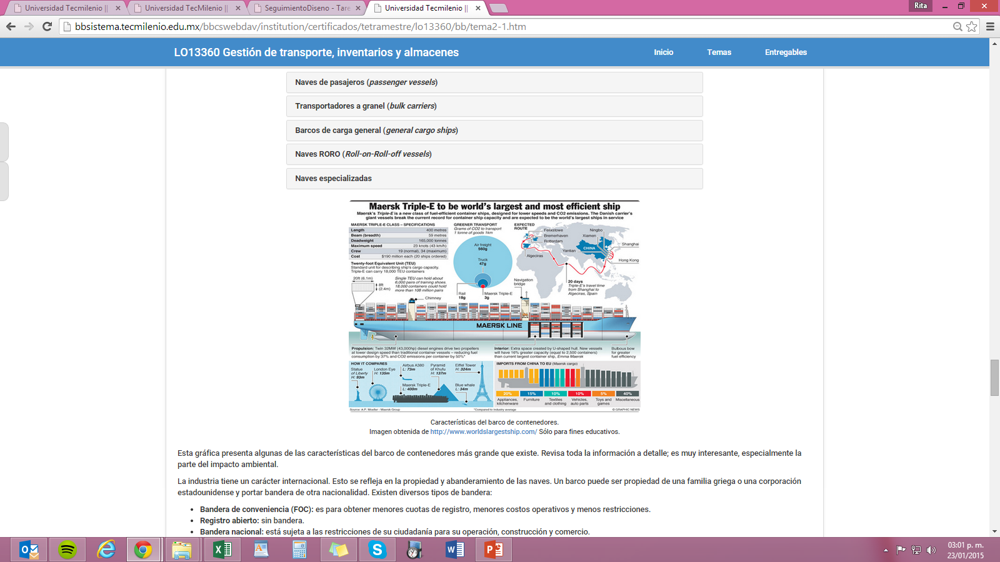 Universidad Tecmilenio ||
Universidad TecMilenio ||
SeguimientoDiseno - Tare
Universidad Tecmilenio ||
Rita
bbsistema.tecmilenio.edu.mx/bbcswebdav/institution/certificados/tetramestre/lo13360/bb/tema2-1.htm
LO13360 Gestión de transporte, inventarios y almacenes
Inicio
Temas
Entregables
Naves de pasajeros (passenger vessels)
Transportadores a granel (bulk carriers)
Barcos de carga general (general cargo ships)
Naves RORO (Roll-on-Roll-off vessels)
Naves especializadas
Maersk Triple-E to be world's largest and most efficient ship
Maersk's Triple-E is a new class of fuel-efficient container ships, designed for lower speeds and CO2 emissions. The Danish carrier's
giant vessels break the current record for container ship capacity and are expected to be the world's largest ships in service
MAERSK TRIPLE-E CLASS – SPECIFICATIONS
Length 400 metres
Beam (breadth) 59 metres
Deadweight 165,000 tonnes
Maximum speed 23 knots (43 km/h)
Crew 19 (normal), 34 (maximum)
Cost $190 million each (20 ships ordered)
Twenty-foot Equivalent Unit (TEU)
Standard unit for describing ship's cargo capacity.
Triple-E can carry 18,000 TEU containers
20ft (6.1m)
8ft
(2.4m)
Single TEU can hold about
6,000 pairs of training shoes.
18,000 containers could hold
more than 108 million pairs
GREENER TRANSPORT
Grams of CO2 to transport
1 tonne of goods 1km
Air freight
560g
Truck
47g
Rail
18g
Maersk Triple-E
3g
EXPECTED
ROUTE
Felixstowe
Bremerhaven
Rotterdam
Algeciras
Ningbo
Xiamen
Shanghai
CHINA
Yantian
Hong Kong
20 days
Triple-E's travel time
from Shanghai to
Algeciras, Spain
Navigation
bridge
Chimney
MAERSK LINE
Propulsion: Twin 32MW (43,000hp) diesel engines drive two propellers
at lower design speed than traditional container vessels – reducing fuel
consumption by 37% and CO2 emissions per container by 50%*
Interior: Extra space created by U-shaped hull. New vessels
will have 16% greater capacity (equal to 2,500 containers)
than current largest container ship, Emma Maersk
Bulbous bow
for greater
fuel efficiency
HOW IT COMPARES
Statue
of Liberty
H: 93m
London Eye
H: 135m
Airbus A380
L: 73m
Pyramid
of Khufu
H: 137m
Eiffel Tower
H: 324m
Maersk Triple-E
L: 400m
Blue whale
L: 34m
IMPORTS FROM CHINA TO EU (Maersk cargo)
20%
15%
10%
10%
5%
40%
Appliances,
kitchenware
Furniture
Textiles
and clothing
Vehicles,
auto parts
Toys and
games
Miscellaneous
Source: A.P. Moeller - Maersk Group
*Compared to industry average
© GRAPHIC NEWS
Características del barco de contenedores.
Imagen obtenida de http://www.worldslargestship.com/ Sólo para fines educativos.
Esta gráfica presenta algunas de las características del barco de contenedores más grande que existe. Revisa toda la información a detalle; es muy interesante, especialmente la
parte del impacto ambiental.
La industria tiene un carácter internacional. Esto se refleja en la propiedad y abanderamiento de las naves. Un barco puede ser propiedad de una familia griega o una corporación
estadounidense y portar bandera de otra nacionalidad. Existen diversos tipos de bandera:
• Bandera de conveniencia (FOC): es para obtener menores cuotas de registro, menores costos operativos y menos restricciones.
• Registro abierto: sin bandera.
• Bandera nacional: está sujeta a las restricciones de su ciudadanía para su operación, construcción y comercio.
03:01 p. m.
23/01/2015